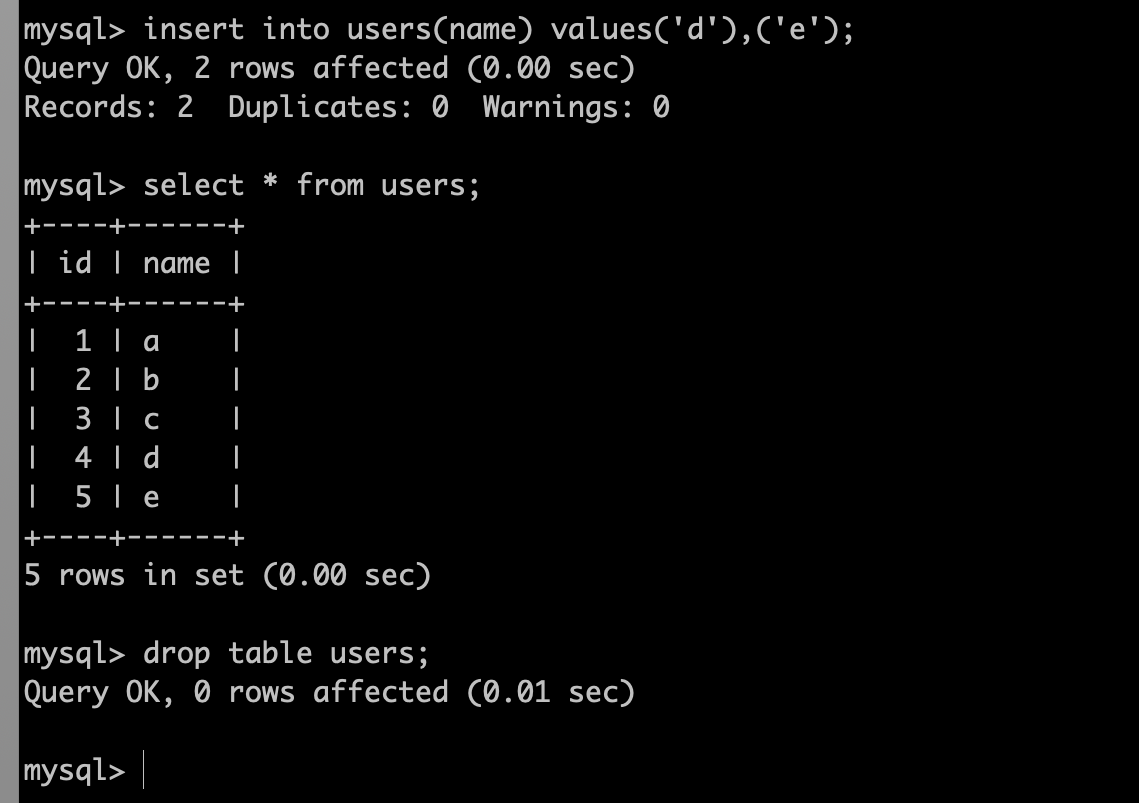 mysql> insert into users(name) values('d'),('e');
Query OK, 2 rows affected (0.00 sec)
Records: 2  Duplicates: 0  Warnings: 0

mysql> select * from users;
+----+------+
| id | name |
+----+------+
|  1 | a    |
|  2 | b    |
|  3 | c    |
|  4 | d    |
|  5 | e    |
+----+------+
5 rows in set (0.00 sec)

mysql> drop table users;
Query OK, 0 rows affected (0.01 sec)

mysql>